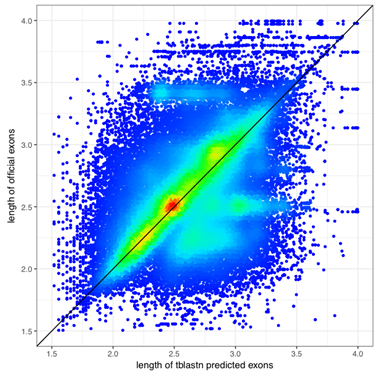 4.0
3.5
3.0
2.5
2.0
1.5
length of official exons
1.5 2.0 2.5 3.0 3.5 4.0
length of tblastn predicted exons